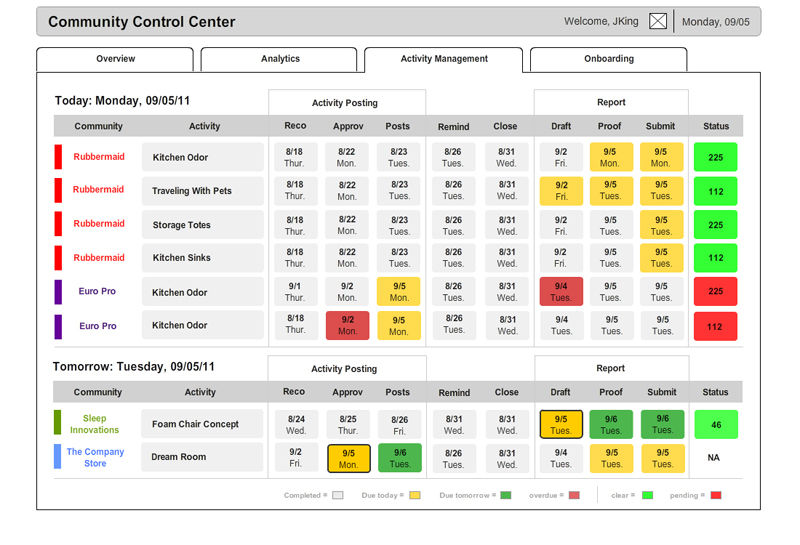 Community Control Center
Welcome, JKing
Monday, 09/05
Overview
Analytics
Activity Management
Onboarding
Today: Monday, 09/05/11
Activity Posting
Report
Community Activity Reco Approv Posts Remind Close Draft Proof Submit Status
Rubbermaid Kitchen Odor 8/18 8/22 8/23 8/26 8/31 9/2 9/5 9/5 225
Thur. Mon. Tues. Tues. Wed. Fri. Mon. Mon.
Rubbermaid Traveling With Pets 8/18 8/22 8/23 8/26 8/31 9/2 9/5 9/5 112
Thur. Mon. Tues. Tues. Wed. Fri. Tues. Tues.
Rubbermaid Storage Totes 8/18 8/22 8/23 8/26 8/31 9/2 9/5 9/5 225
Thur. Mon. Tues. Tues. Wed. Fri. Tues. Tues.
Rubbermaid Kitchen Sinks 8/18 8/22 8/23 8/26 8/31 9/2 9/5 9/5 112
Thur. Mon. Tues. Tues. Wed. Fri. Tues. Tues.
Euro Pro Kitchen Odor 9/1 9/2 9/5 8/26 8/31 9/4 9/5 9/5 225
Thur. Mon. Mon. Tues. Wed. Tues. Tues. Tues.
Euro Pro Kitchen Odor 8/18 9/2 9/5 8/26 8/31 9/4 9/5 9/5 112
Thur. Mon. Mon. Tues. Wed. Tues. Tues. Tues.
Tomorrow: Tuesday, 09/05/11
Activity Posting
Report
Community Activity Reco Approv Posts Remind Close Draft Proof Submit Status
Sleep Innovations Foam Chair Concept 8/24 8/25 8/26 8/31 8/31 9/5 9/6 9/6 46
Wed. Thur. Fri. Wed. Wed. Tues. Tues. Tues.
The Company Store Dream Room 9/2 9/5 9/6 8/26 8/31 9/4 9/5 9/5 NA
Fri. Mon. Tues. Tues. Wed. Tues. Tues. Tues.
Completed = Due today = Due tomorrow = overdue = clear = pending =